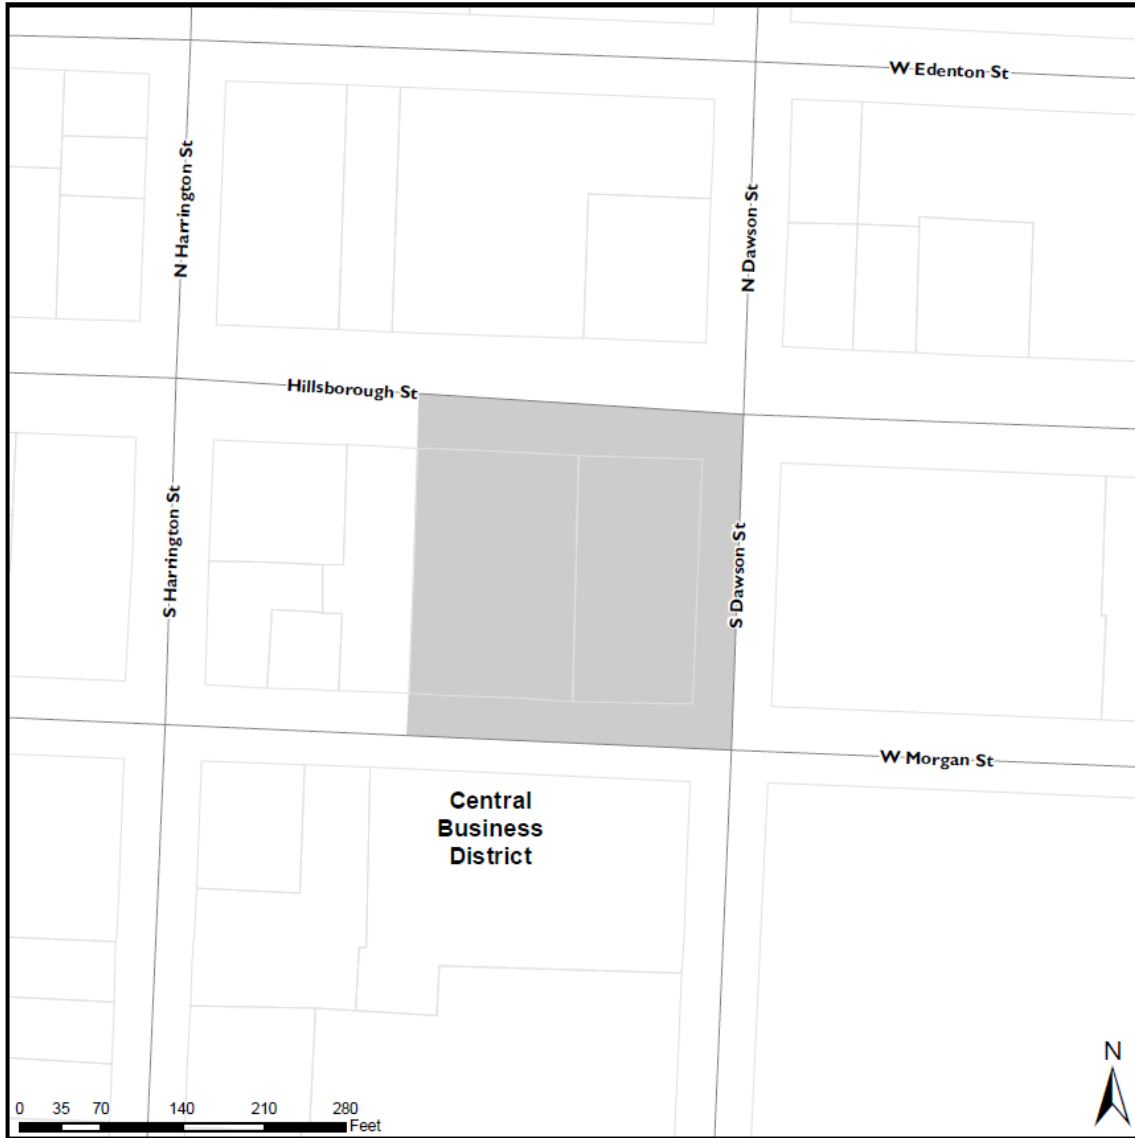 W Edenton St
N Harrington St
N Dawson St
Hillsborough St
S Harrington St
S Dawson St
W Morgan St
Central
Business
District
N
0 35 70 140 210 280
Feet